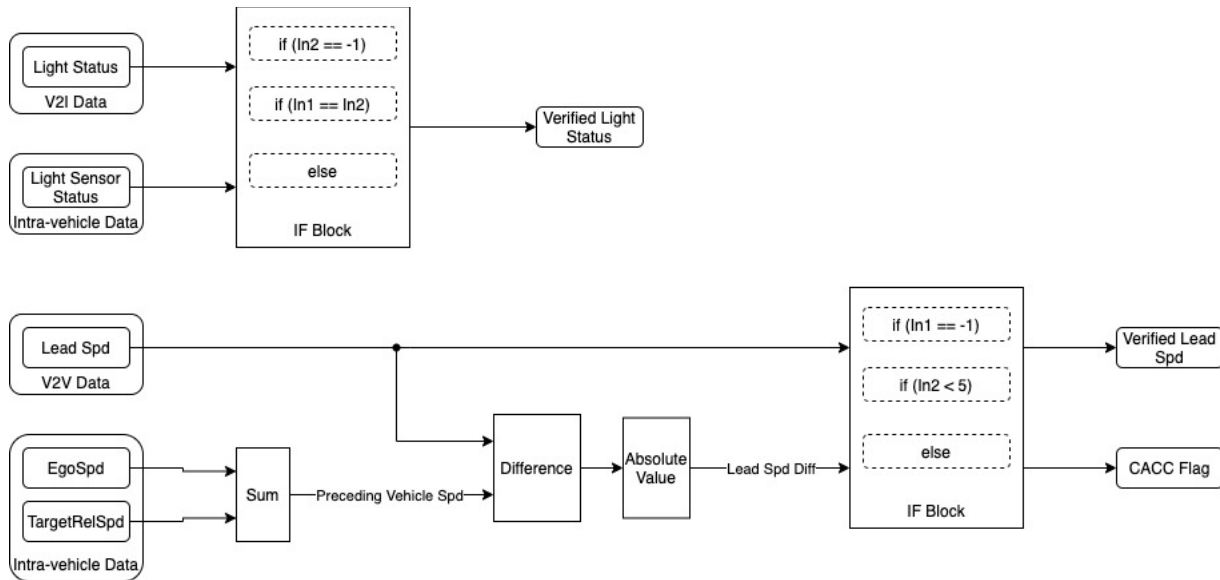 Light Status
V2I Data
Light Sensor
Status
Intra-vehicle Data
if (In2 == -1)
if (In1 == In2)
else
IF Block
Verified Light
Status
Lead Spd
V2V Data
EgoSpd
TargetRelSpd
Intra-vehicle Data
Sum
Preceding Vehicle Spd
Difference
Absolute
Value
Lead Spd Diff
if (In1 == -1)
if (In2 < 5)
else
IF Block
Verified Lead
Spd
CACC Flag